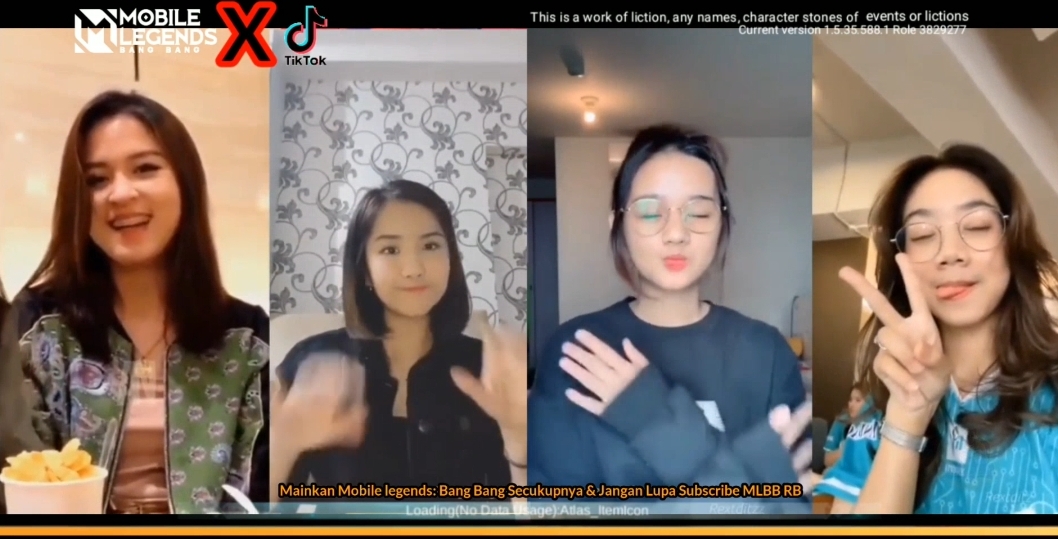 MOBILE
LEGENDS
BANG BANG
X
TikTok
This is a work of liction, any names, character stones of events or lictions
Current version 1.5.35.588.1 Role 3829277
Mainkan Mobile legends: Bang Bang Secukupnya & Jangan Lupa Subscribe MLBB RB
Loading(No Data Usage):Atlas_ItemIcon